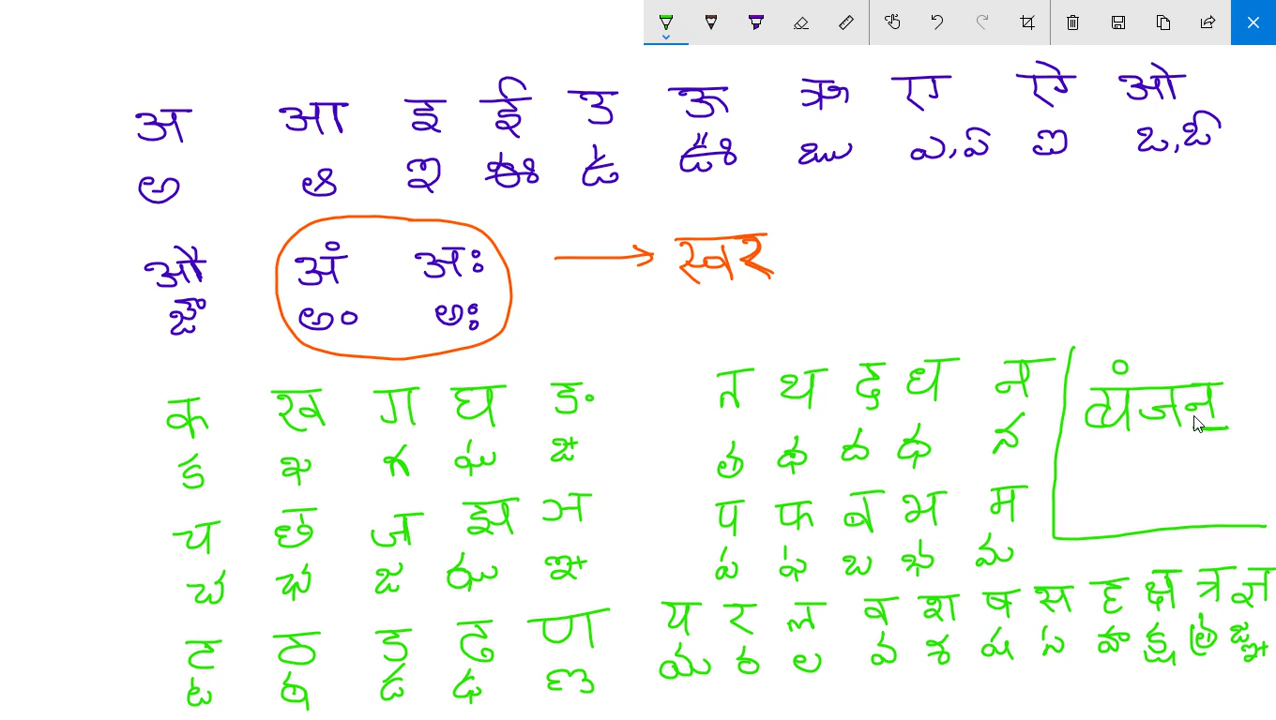 अ आ इ ई उ ऊ ऋ ए ऐ ओ
అ ఆ ఇ ఈ ఉ ఊ ఋ ఎ,ఏ ఐ ఒ,ఓ
औ अं अः → स्वर
ఔ అం అః
क ख ग घ ङ
క ఖ గ ఘ ఙ
च छ ज झ ञ
చ ఛ జ ఝ ఞ
ट ठ ड ढ ण
ట ఠ డ ఢ ణ
त थ द ध न
త థ ద ధ న
प फ ब भ म
ప ఫ బ భ మ
य र ल व श ष स ह क्ष त्र ज्ञ
య ర ల వ శ ష స హ క్ష త్ర జ్ఞ
व्यंजन